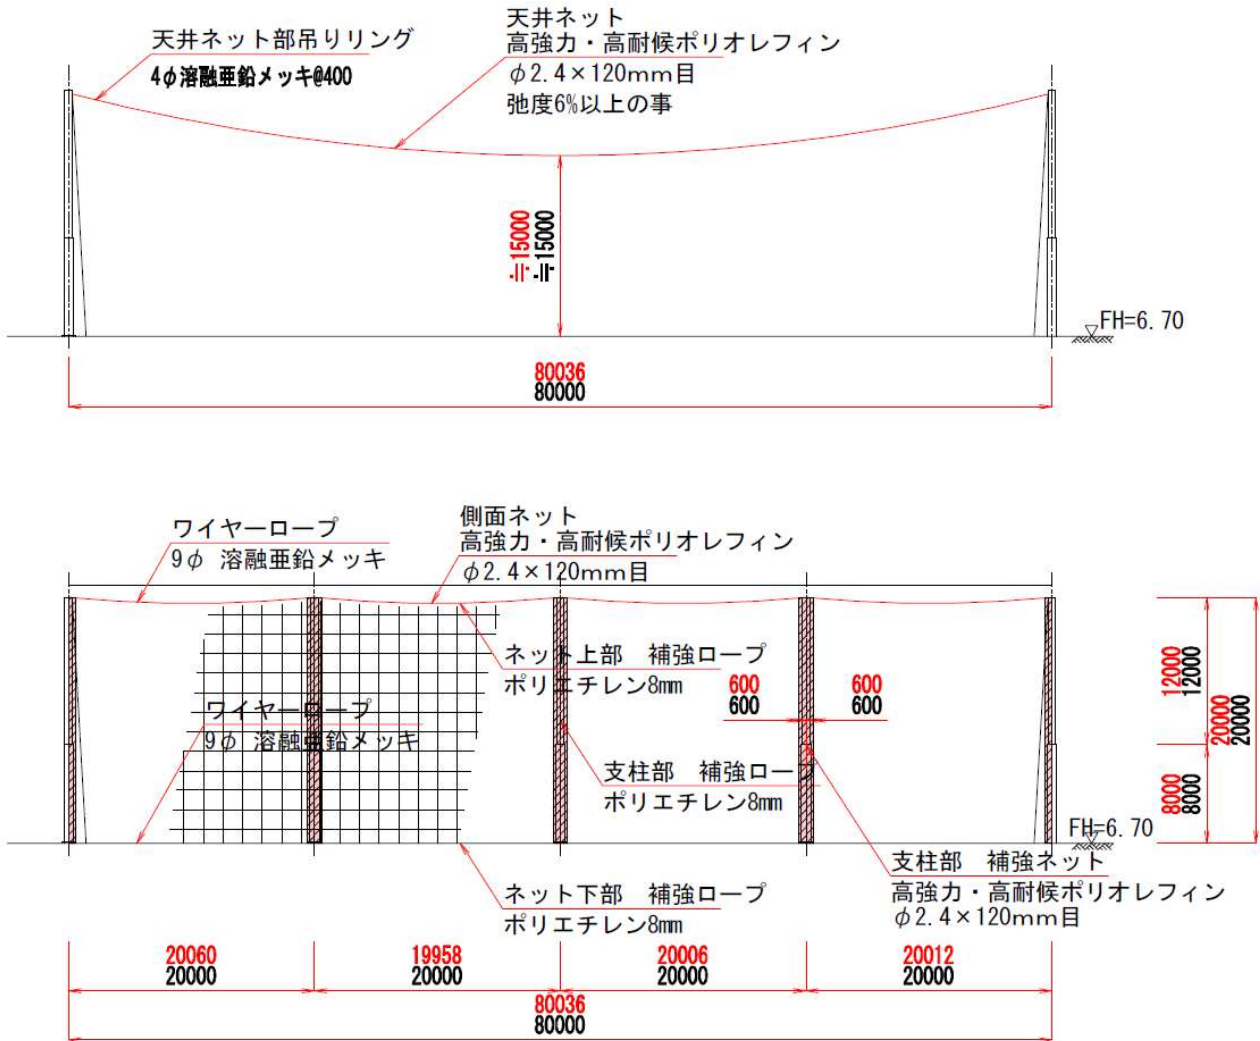 天井ネット部吊りリング
4φ溶融亜鉛メッキ@400
天井ネット
高強力・高耐候ポリオレフィン
φ2.4×120mm目
弛度6%以上の事
≒15000
≒15000
FH=6.70
80036
80000
ワイヤーロープ
9φ 溶融亜鉛メッキ
側面ネット
高強力・高耐候ポリオレフィン
φ2.4×120mm目
ネット上部 補強ロープ
ポリエチレン8mm
600
600
600
600
12000
12000
20000
20000
ワイヤーロープ
9φ 溶融亜鉛メッキ
支柱部 補強ロープ
ポリエチレン8mm
8000
8000
FH=6.70
支柱部 補強ネット
高強力・高耐候ポリオレフィン
φ2.4×120mm目
ネット下部 補強ロープ
ポリエチレン8mm
20060
20000
19958
20000
20006
20000
20012
20000
80036
80000